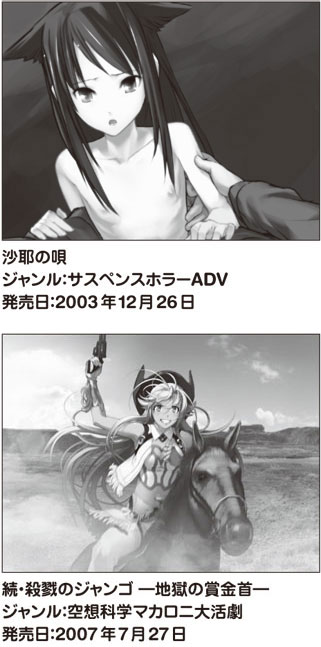 沙耶の唄
ジャンル:サスペンスホラーADV
発売日:2003年12月26日
続・殺戮のジャンゴ ―地獄の賞金首―
ジャンル:空想科学マカロニ大活劇
発売日:2007年7月27日